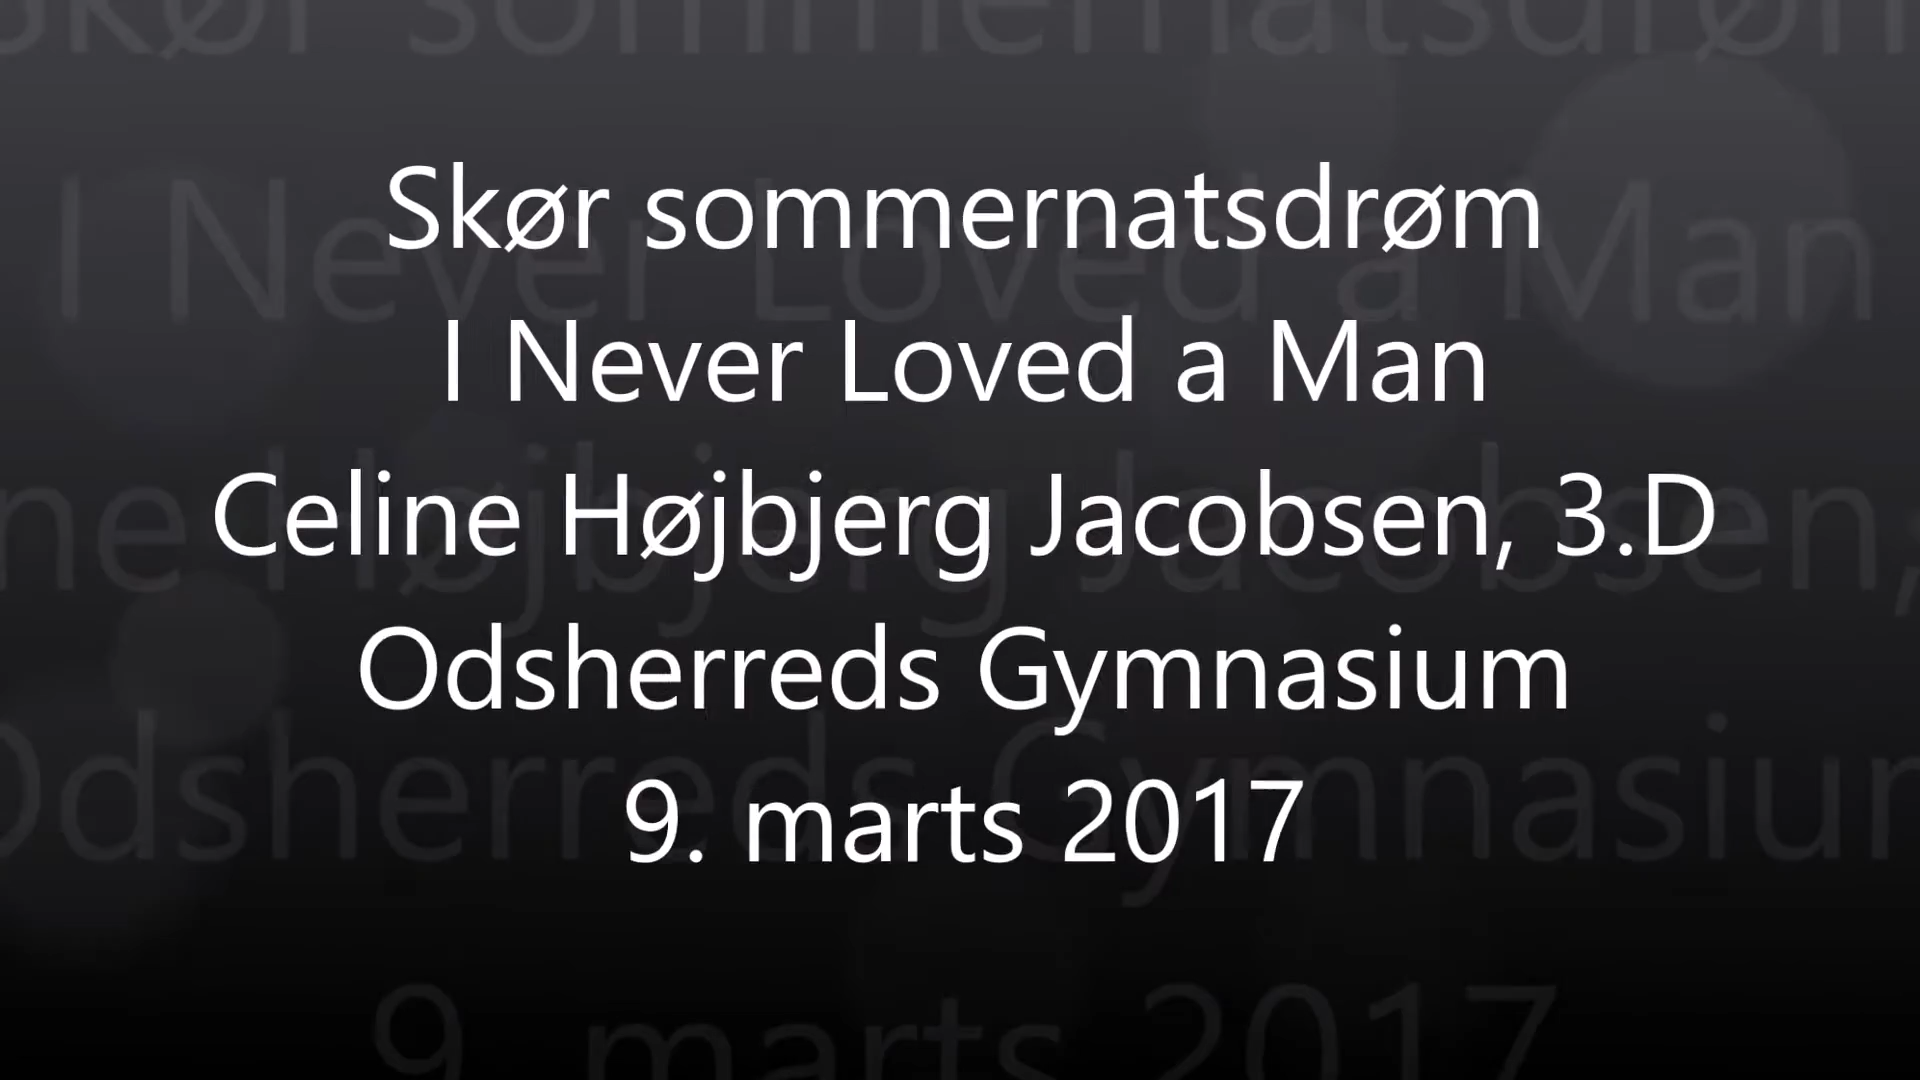 Skør sommernatsdrøm
I Never Loved a Man
Celine Højbjerg Jacobsen, 3.D
Odsherreds Gymnasium
9. marts 2017